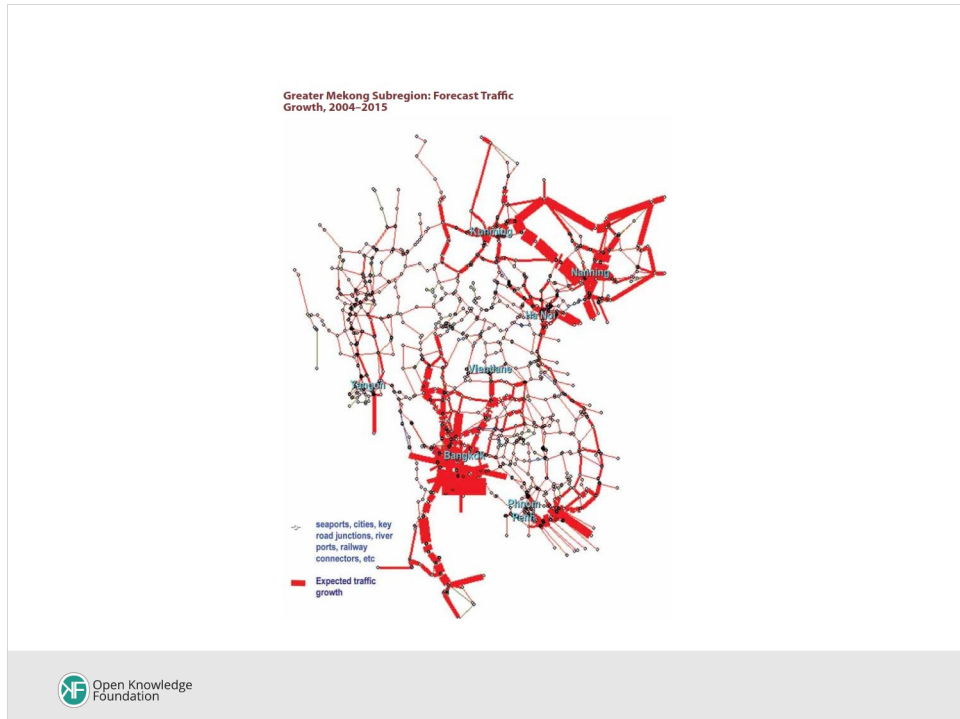 Greater Mekong Subregion: Forecast Traffic
Growth, 2004–2015
Kunming
Nanning
Ha Noi
Vientiane
Yangon
Bangkok
Phnom
Penh
seaports, cities, key
road junctions, river
ports, railway
connectors, etc
Expected traffic
growth
Open Knowledge
Foundation